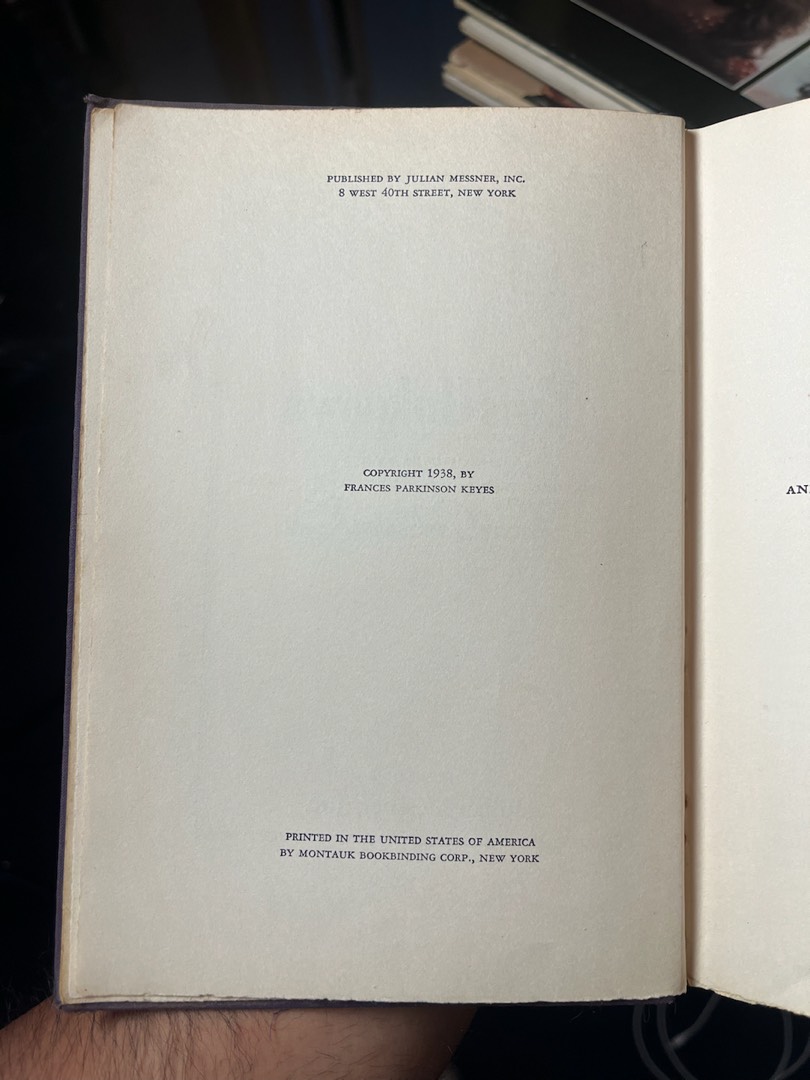 PUBLISHED BY JULIAN MESSNER, INC.
8 WEST 40TH STREET, NEW YORK
COPYRIGHT 1938, BY
FRANCES PARKINSON KEYES
PRINTED IN THE UNITED STATES OF AMERICA
BY MONTAUK BOOKBINDING CORP., NEW YORK